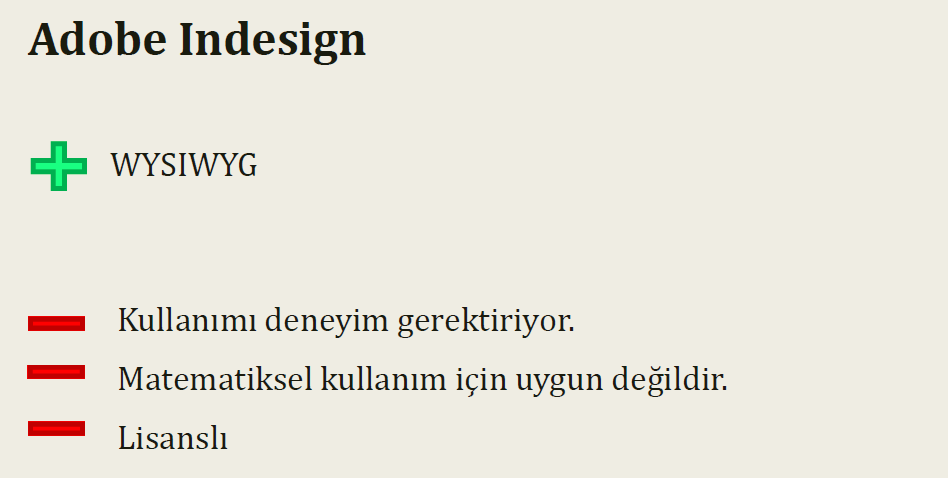 Adobe Indesign
WYSIWYG
Kullanımı deneyim gerektiriyor.
Matematiksel kullanım için uygun değildir.
Lisanslı